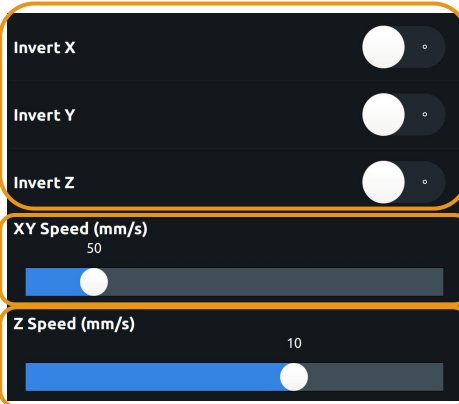 Invert X
Invert Y
Invert Z
XY Speed (mm/s)
50
Z Speed (mm/s)
10